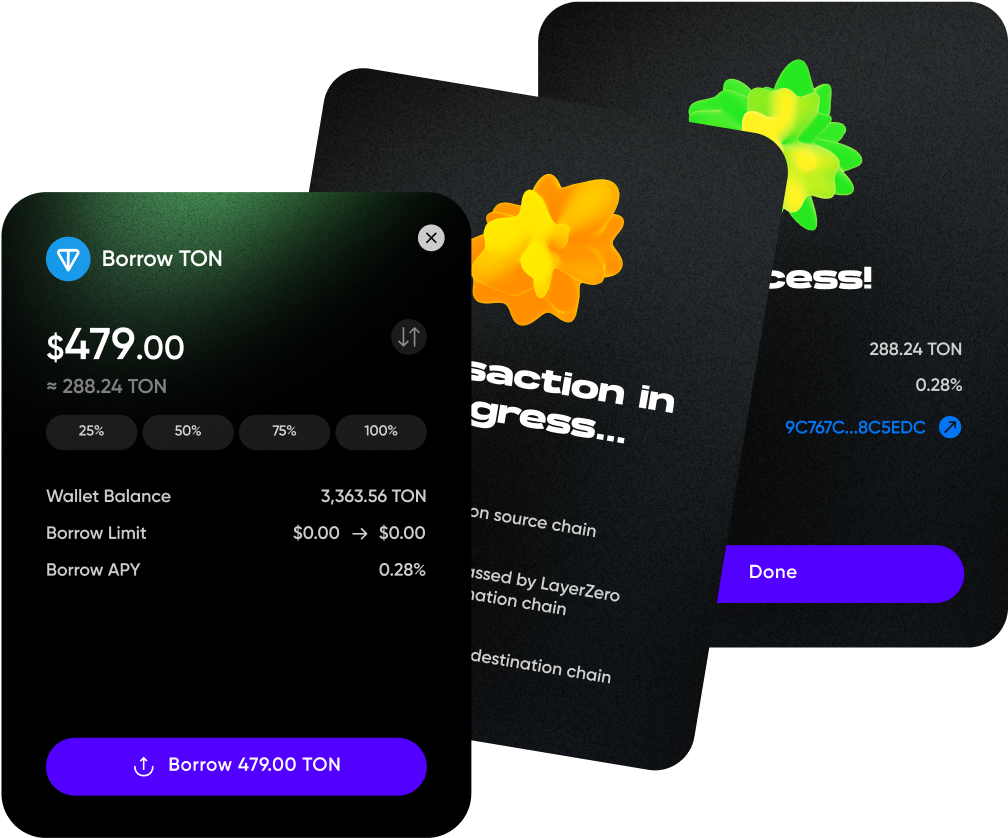 Borrow TON
$479.00
≈ 288.24 TON
25% 50% 75% 100%
Wallet Balance 3,363.56 TON
Borrow Limit $0.00 → $0.00
Borrow APY 0.28%
Borrow 479.00 TON
saction in
gress...
on source chain
assed by LayerZero
nation chain
destination chain
cess!
288.24 TON
0.28%
9C767C...8C5EDC
Done